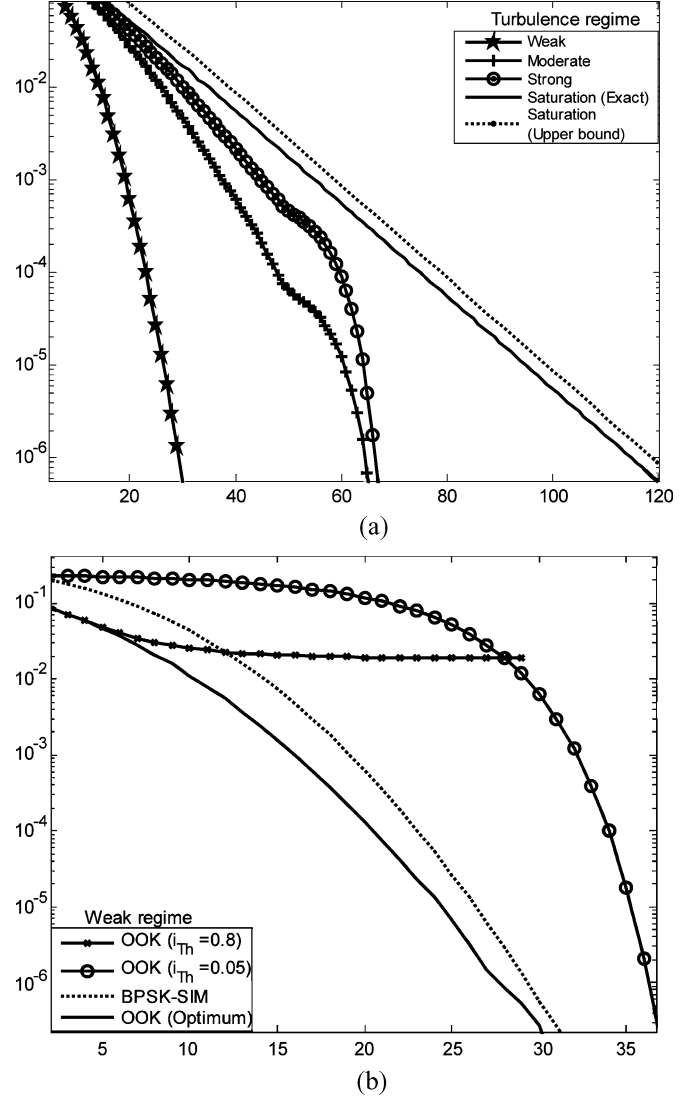 Turbulence regime
Weak
Moderate
Strong
Saturation (Exact)
Saturation
(Upper bound)
10-2
10-3
10-4
10-5
10-6
20 40 60 80 100 120
(a)
10-1
10-2
10-3
10-4
10-5
10-6
Weak regime
OOK (iTh =0.8)
OOK (iTh =0.05)
BPSK-SIM
OOK (Optimum)
5 10 15 20 25 30 35
(b)